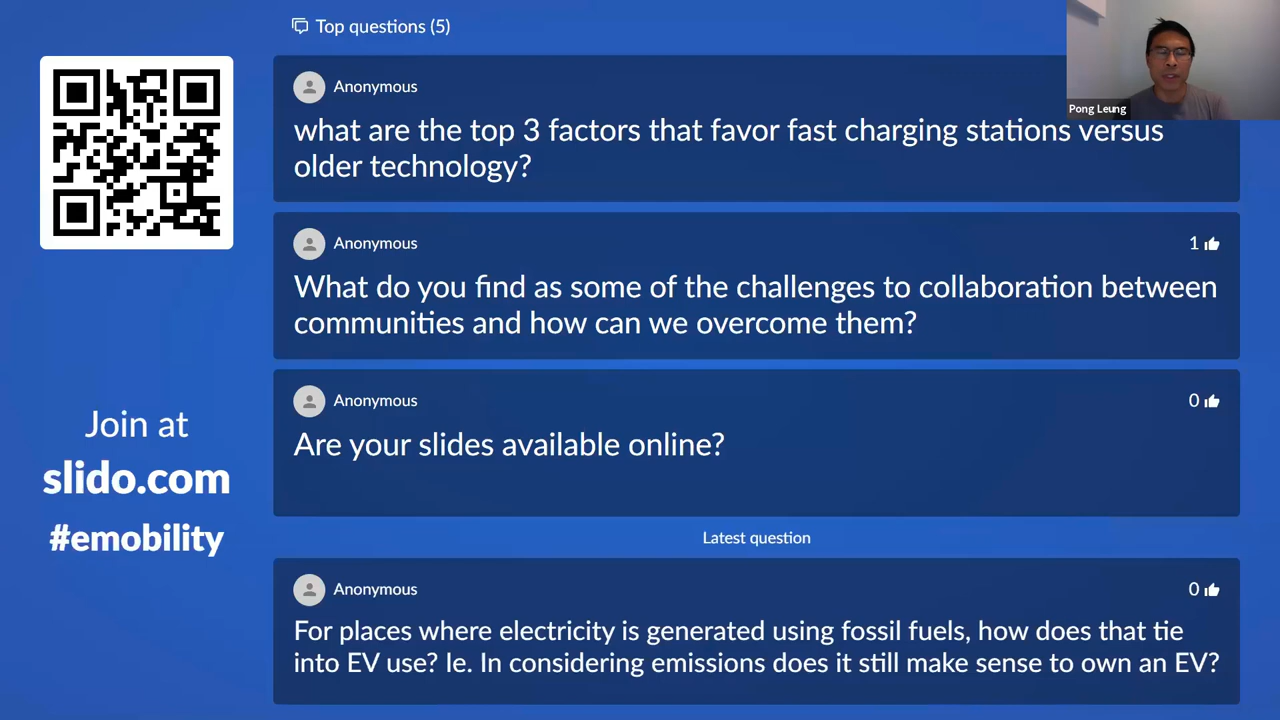 Top questions (5)
Pong Leung
Anonymous
what are the top 3 factors that favor fast charging stations versus
older technology?
Anonymous
1
What do you find as some of the challenges to collaboration between
communities and how can we overcome them?
Anonymous
0
Are your slides available online?
Join at
slido.com
#emobility
Latest question
Anonymous
0
For places where electricity is generated using fossil fuels, how does that tie
into EV use? Ie. In considering emissions does it still make sense to own an EV?